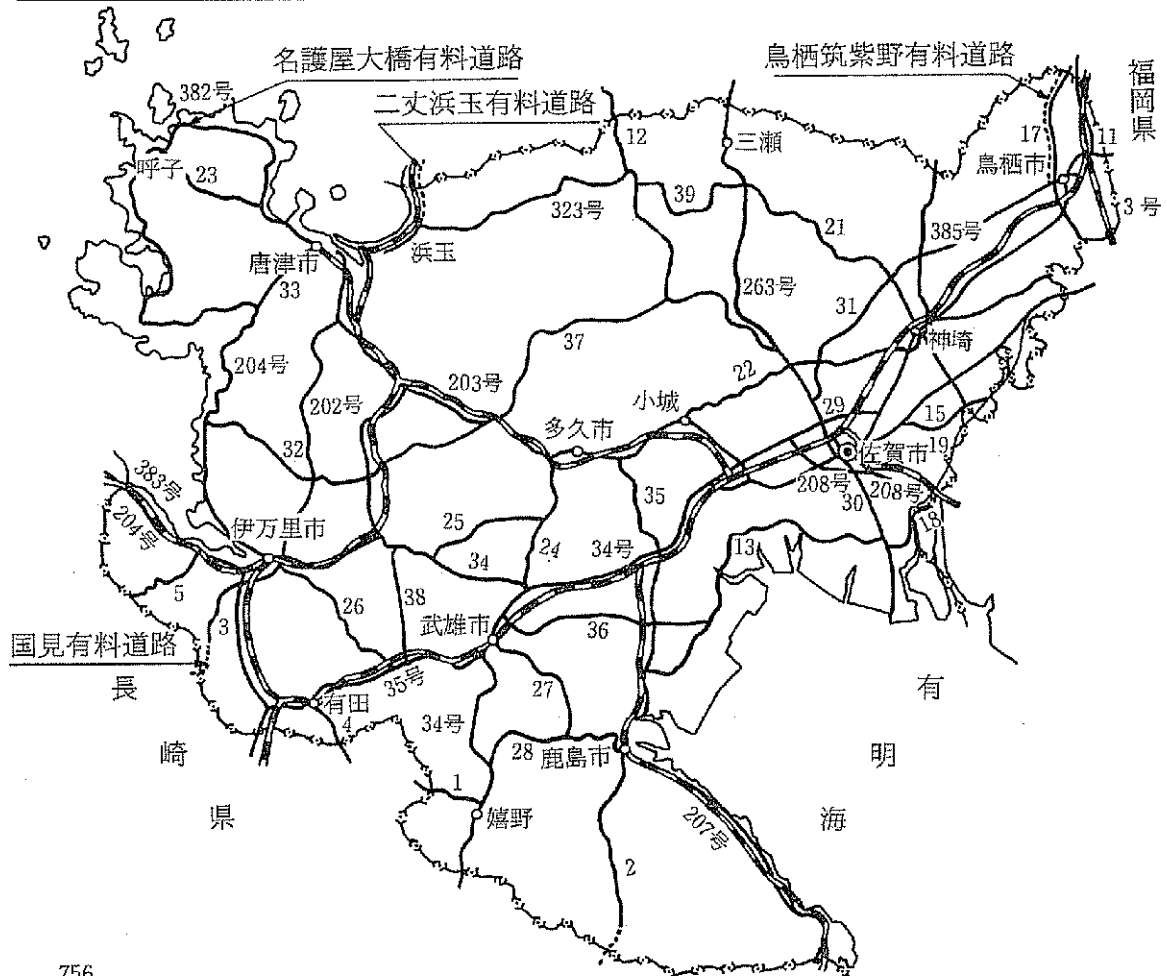 名護屋大橋有料道路
鳥栖筑紫野有料道路
福岡県
382号
二丈浜玉有料道路
12
三瀬
17
11
鳥栖市
呼子
23
39
3号
323号
21
385号
浜玉
唐津市
33
263号
31
神埼
37
204号
202号
203号
22
小城
29
15
多久市
佐賀市
19
32
208号
208号
30
35
18
383号
204号
伊万里市
25
24
34号
13
34
5
26
38
武雄市
36
3
国見有料道路
35号
27
有田
4
34号
28
鹿島市
1
嬉野
2
207号
長崎県
有明海
756